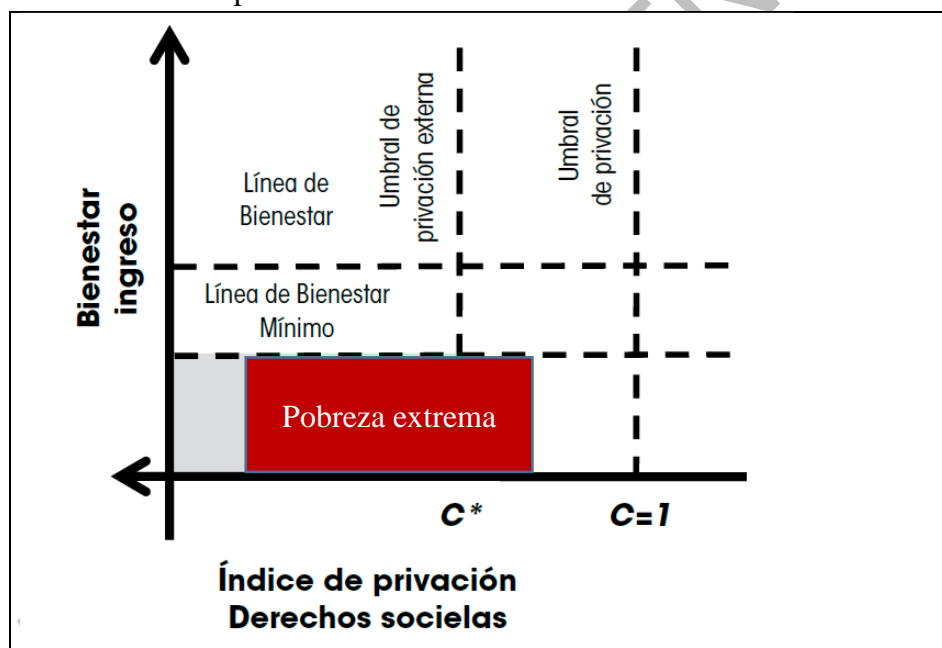 Bienestar
ingreso
Línea de
Bienestar
Umbral de
privación externa
Umbral
de privación
Línea de Bienestar
Mínimo
Pobreza extrema
C*
C=1
Índice de privación
Derechos socielas